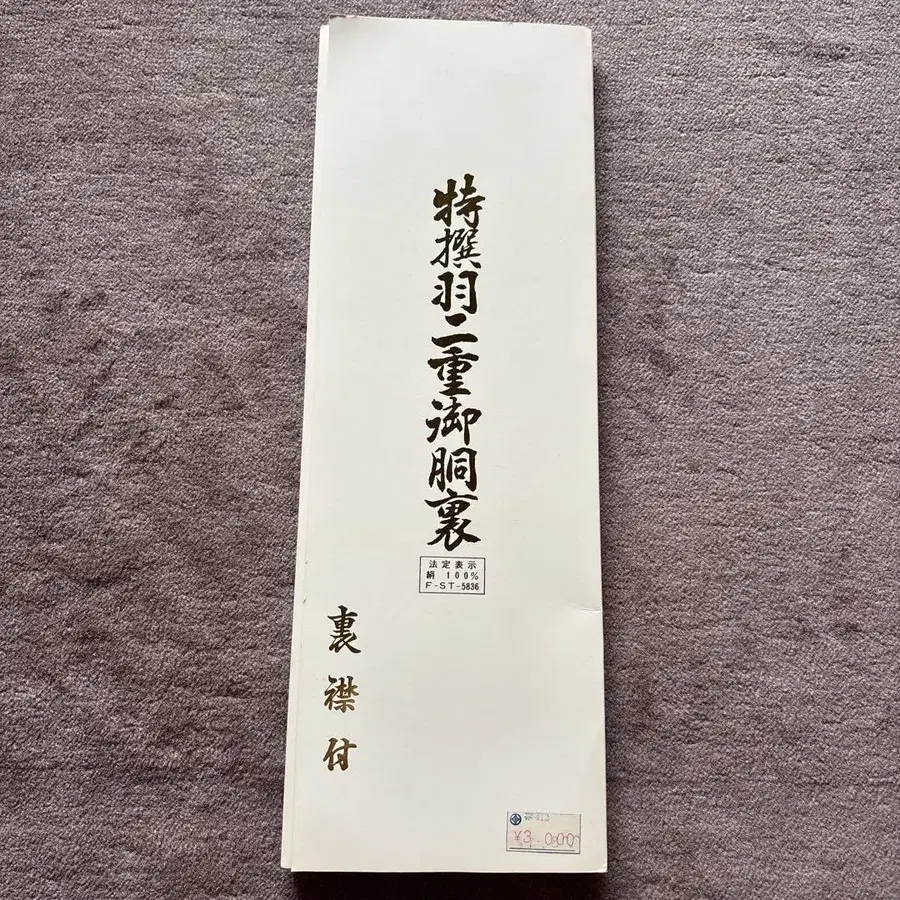 特撰羽二重御胴裏
法定表示
絹 100%
F-ST-5836
裏襟付
¥3,000